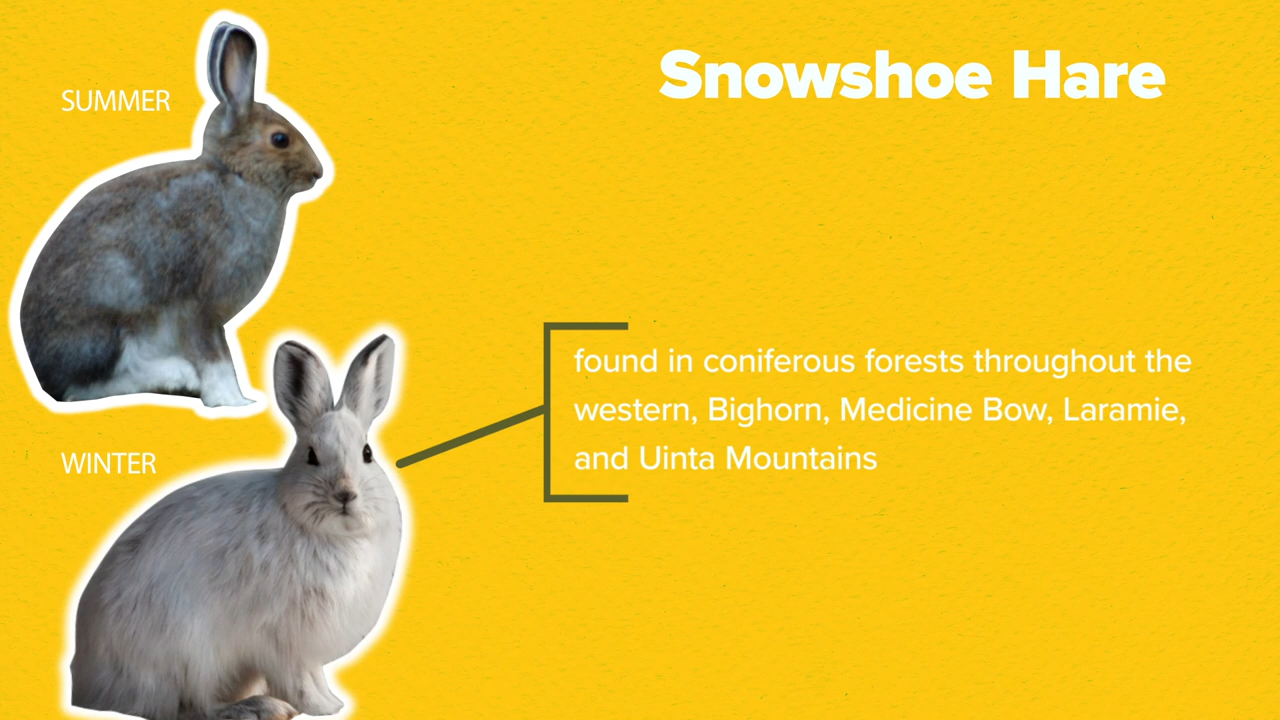 Snowshoe Hare
SUMMER
WINTER
found in coniferous forests throughout the
western, Bighorn, Medicine Bow, Laramie,
and Uinta Mountains